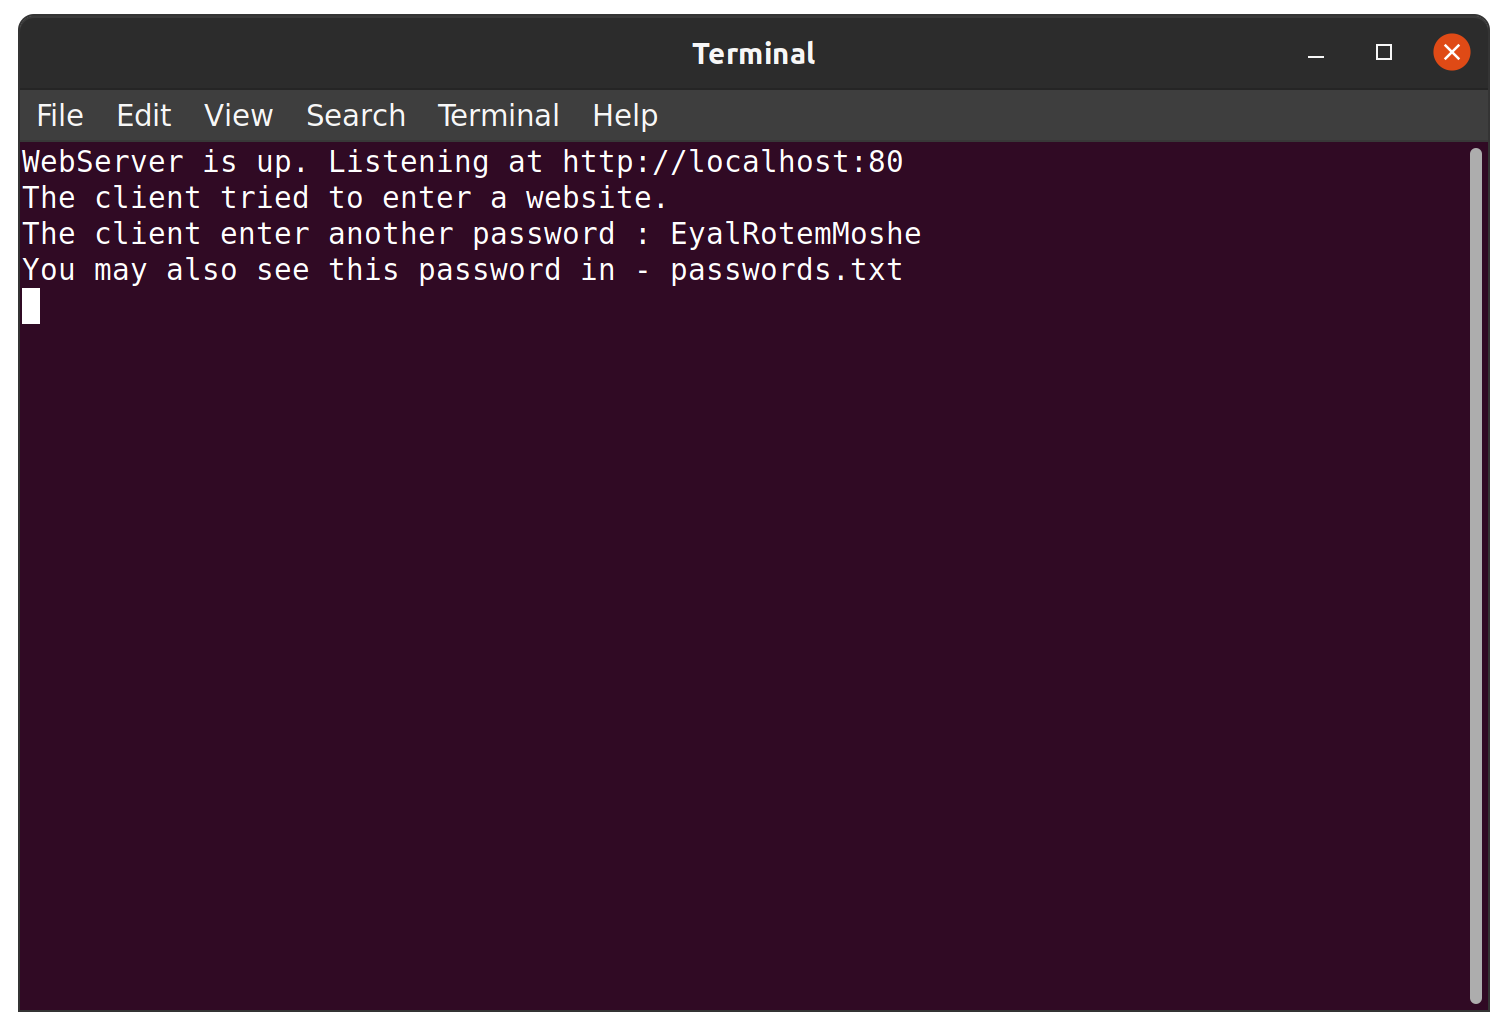 Terminal
File Edit View Search Terminal Help
WebServer is up. Listening at http://localhost:80
The client tried to enter a website.
The client enter another password : EyalRotemMoshe
You may also see this password in - passwords.txt